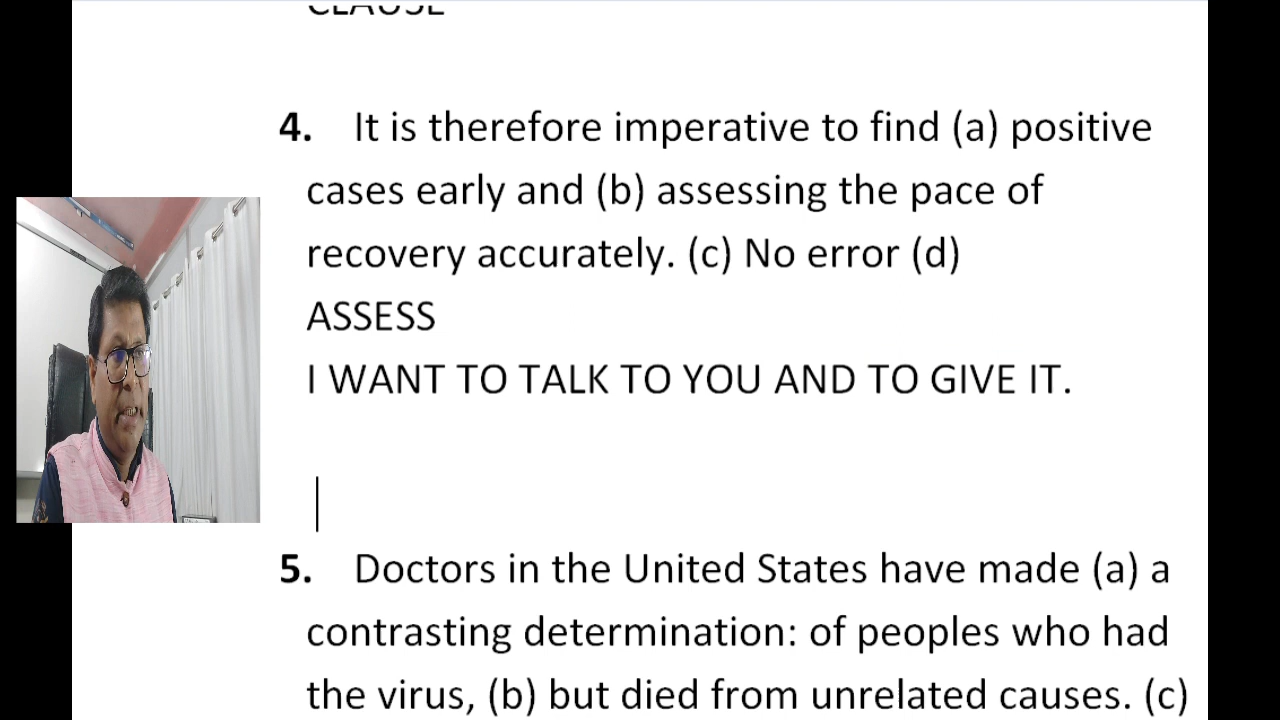 CLAUSE
4. It is therefore imperative to find (a) positive
cases early and (b) assessing the pace of
recovery accurately. (c) No error (d)
ASSESS
I WANT TO TALK TO YOU AND TO GIVE IT.
5. Doctors in the United States have made (a) a
contrasting determination: of peoples who had
the virus, (b) but died from unrelated causes. (c)